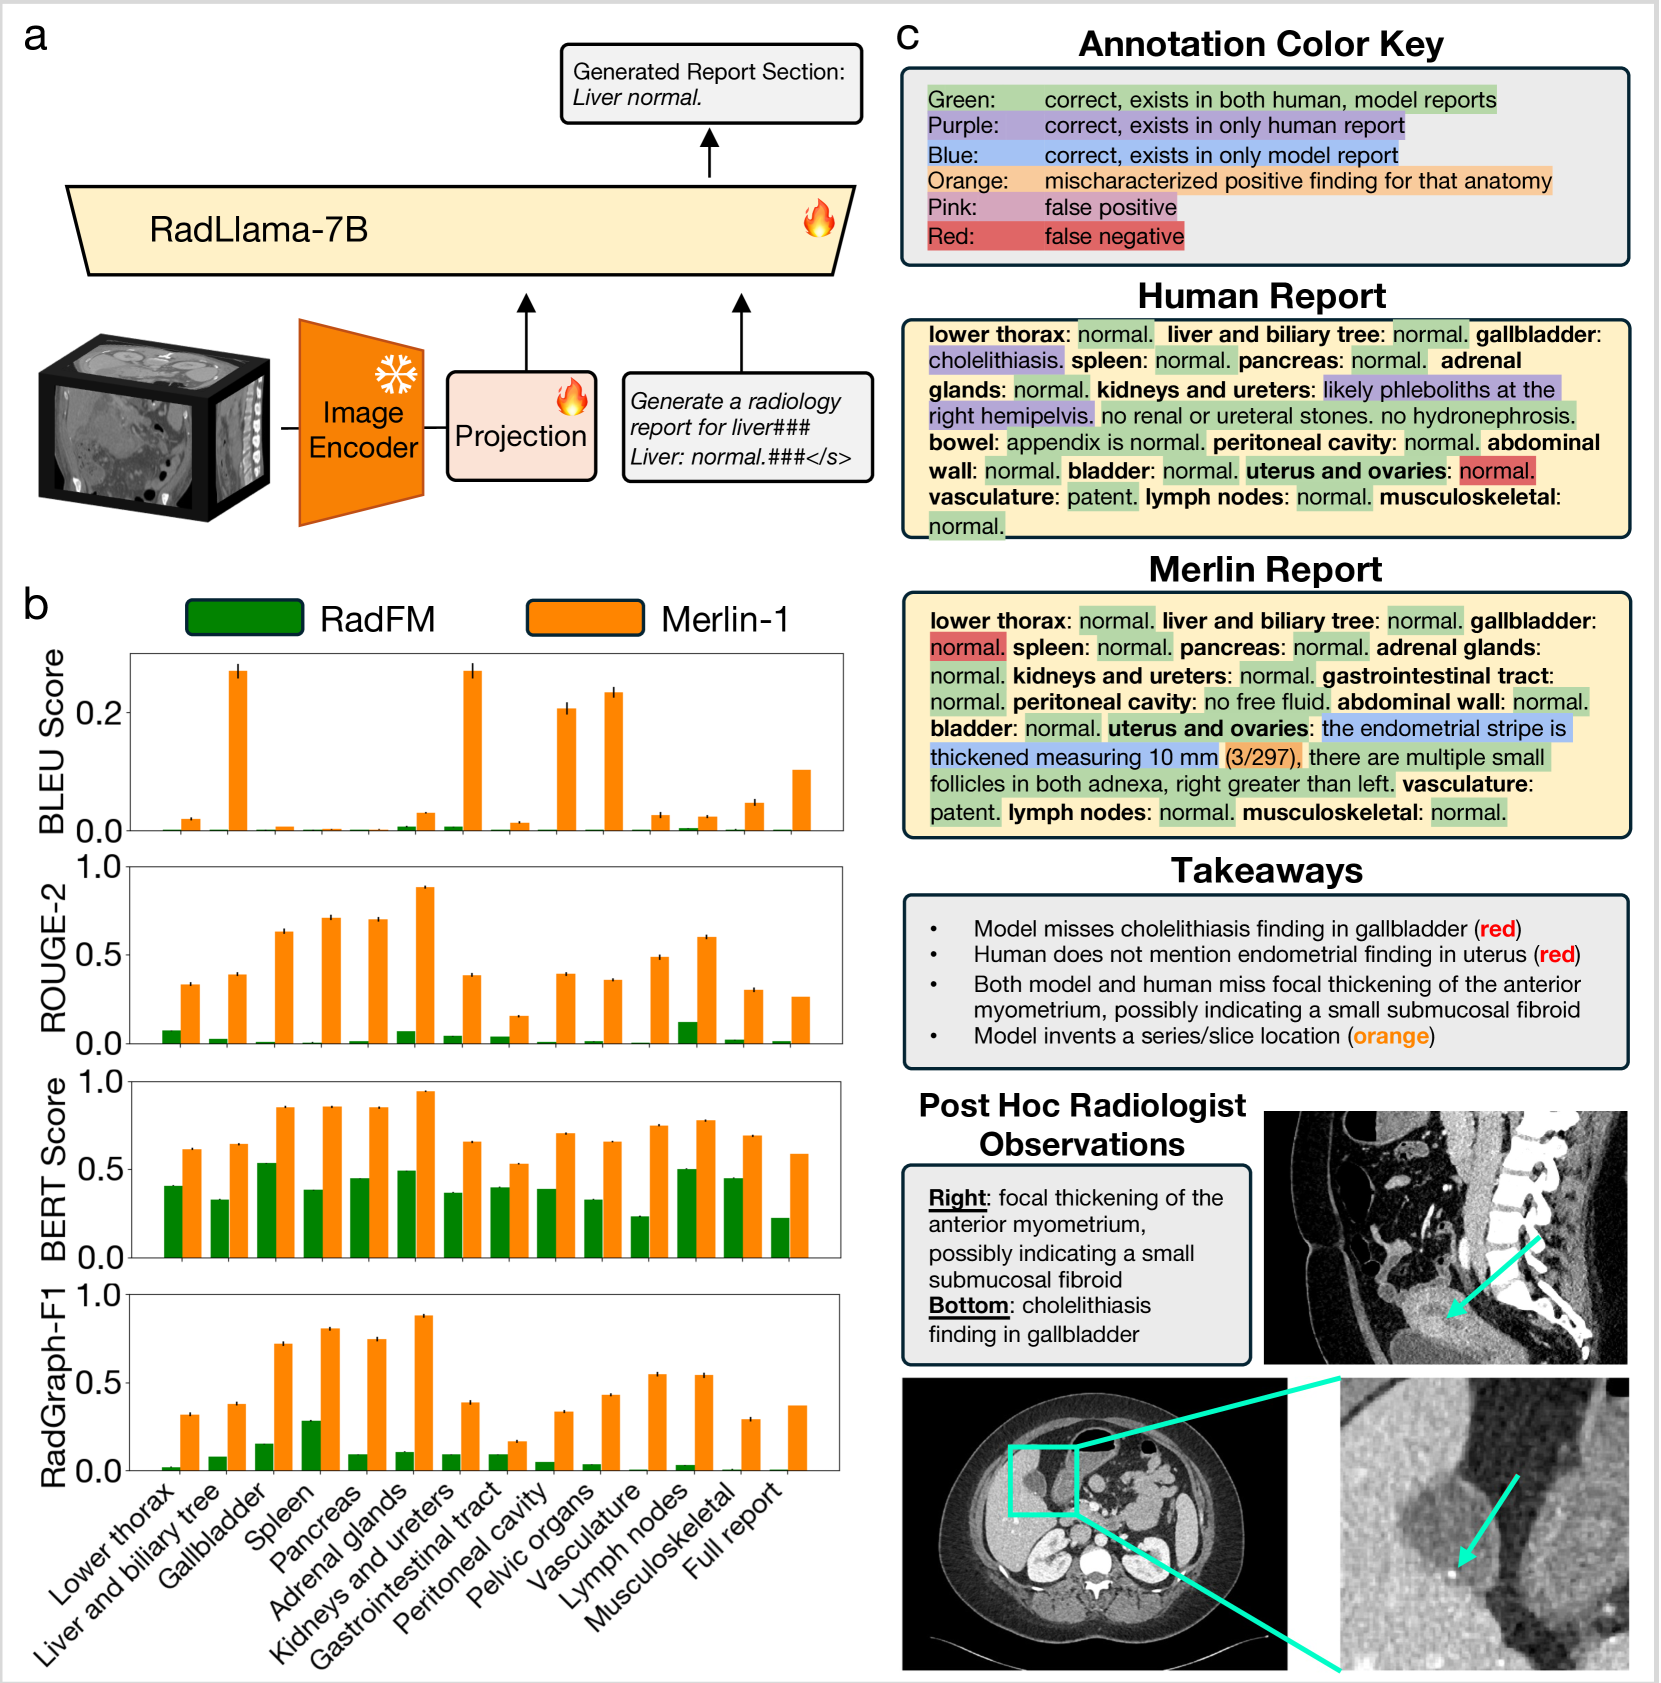 a
Generated Report Section:
Liver normal.
RadLlama-7B
Image
Encoder
Projection
Generate a radiology
report for liver###
Liver: normal.###</s>
b
RadFM
Merlin-1
BLEU Score
0.2
0.0
ROUGE-2
1.0
0.5
0.0
BERT Score
1.0
0.5
0.0
RadGraph-F1
1.0
0.5
0.0
Lower thorax
Liver and biliary tree
Gallbladder
Spleen
Pancreas
Adrenal glands
Kidneys and ureters
Gastrointestinal tract
Peritoneal cavity
Pelvic organs
Vasculature
Lymph nodes
Musculoskeletal
Full report
c
Annotation Color Key
Green: correct, exists in both human, model reports
Purple: correct, exists in only human report
Blue: correct, exists in only model report
Orange: mischaracterized positive finding for that anatomy
Pink: false positive
Red: false negative
Human Report
lower thorax: normal. liver and biliary tree: normal. gallbladder:
cholelithiasis. spleen: normal. pancreas: normal. adrenal
glands: normal. kidneys and ureters: likely phleboliths at the
right hemipelvis. no renal or ureteral stones. no hydronephrosis.
bowel: appendix is normal. peritoneal cavity: normal. abdominal
wall: normal. bladder: normal. uterus and ovaries: normal.
vasculature: patent. lymph nodes: normal. musculoskeletal:
normal.
Merlin Report
lower thorax: normal. liver and biliary tree: normal. gallbladder:
normal. spleen: normal. pancreas: normal. adrenal glands:
normal. kidneys and ureters: normal. gastrointestinal tract:
normal. peritoneal cavity: no free fluid. abdominal wall: normal.
bladder: normal. uterus and ovaries: the endometrial stripe is
thickened measuring 10 mm (3/297), there are multiple small
follicles in both adnexa, right greater than left. vasculature:
patent. lymph nodes: normal. musculoskeletal: normal.
Takeaways
• Model misses cholelithiasis finding in gallbladder (red)
• Human does not mention endometrial finding in uterus (red)
• Both model and human miss focal thickening of the anterior
myometrium, possibly indicating a small submucosal fibroid
• Model invents a series/slice location (orange)
Post Hoc Radiologist
Observations
Right: focal thickening of the
anterior myometrium,
possibly indicating a small
submucosal fibroid
Bottom: cholelithiasis
finding in gallbladder